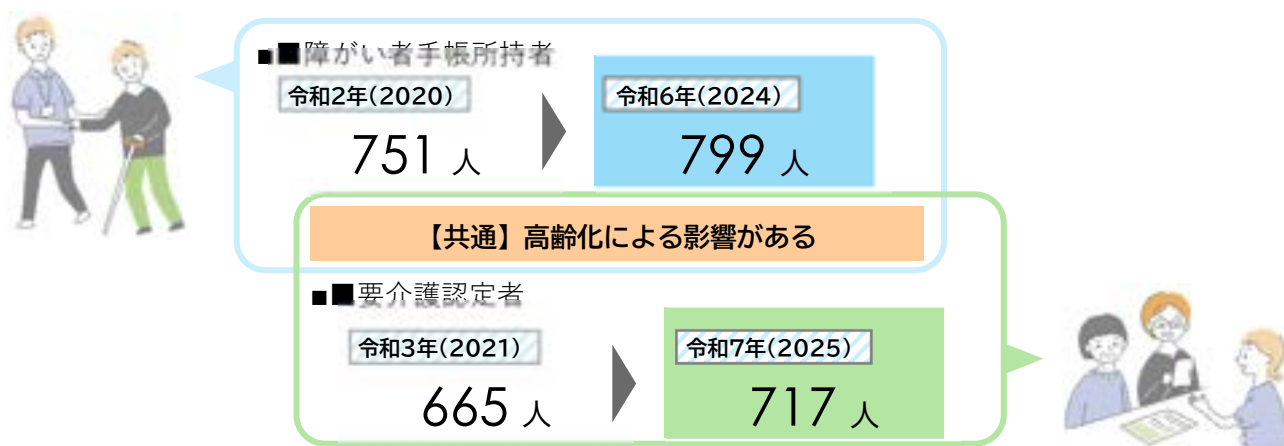 ■■障がい者手帳所持者
令和2年(2020)
令和6年(2024)
751 人
799 人
【共通】高齢化による影響がある
■■要介護認定者
令和3年(2021)
令和7年(2025)
665 人
717 人